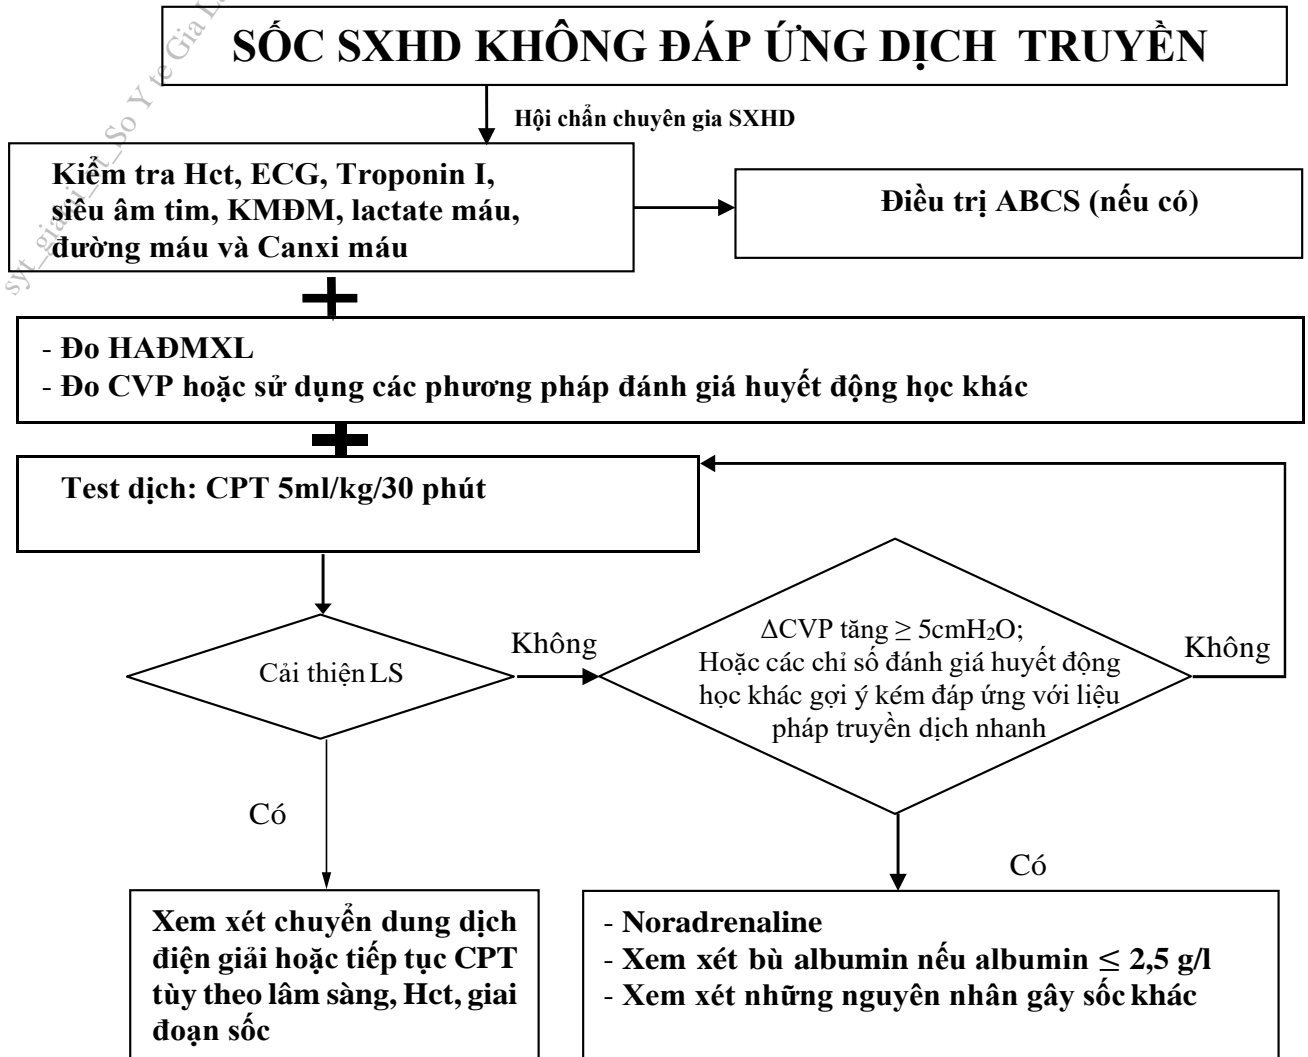 SỐC SXHD KHÔNG ĐÁP ỨNG DỊCH TRUYỀN
Hội chẩn chuyên gia SXHD
Kiểm tra Hct, ECG, Troponin I,
siêu âm tim, KMĐM, lactate máu,
đường máu và Canxi máu
Điều trị ABCS (nếu có)
- Đo HAĐMXL
- Đo CVP hoặc sử dụng các phương pháp đánh giá huyết động học khác
Test dịch: CPT 5ml/kg/30 phút
Cải thiện LS
Không
ΔCVP tăng ≥ 5cmH₂O;
Hoặc các chỉ số đánh giá huyết động
học khác gợi ý kém đáp ứng với liệu
pháp truyền dịch nhanh
Không
Có
Có
Xem xét chuyển dung dịch
điện giải hoặc tiếp tục CPT
tùy theo lâm sàng, Hct, giai
đoạn sốc
- Noradrenaline
- Xem xét bù albumin nếu albumin ≤ 2,5 g/l
- Xem xét những nguyên nhân gây sốc khác